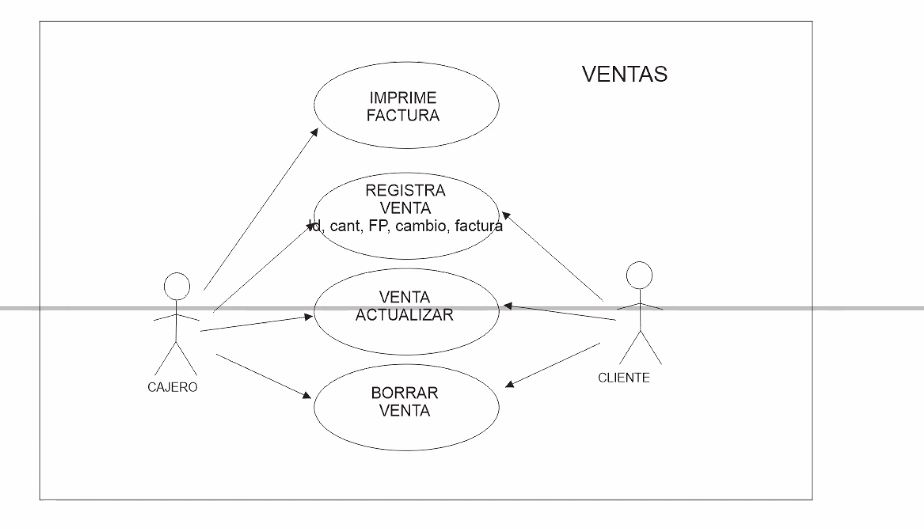 VENTAS
IMPRIME
FACTURA
REGISTRA
VENTA
Id, cant, FP, cambio, factura
VENTA
ACTUALIZAR
BORRAR
VENTA
CAJERO
CLIENTE